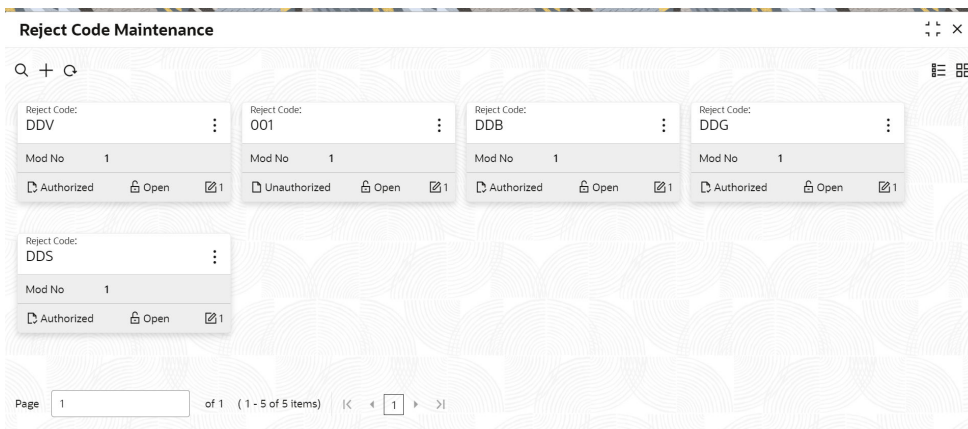 Reject Code Maintenance
Reject Code:
DDV
Mod No 1
Authorized Open 1
Reject Code:
001
Mod No 1
Unauthorized Open 1
Reject Code:
DDB
Mod No 1
Authorized Open 1
Reject Code:
DDG
Mod No 1
Authorized Open 1
Reject Code:
DDS
Mod No 1
Authorized Open 1
Page 1 of 1 ( 1 - 5 of 5 items) 1